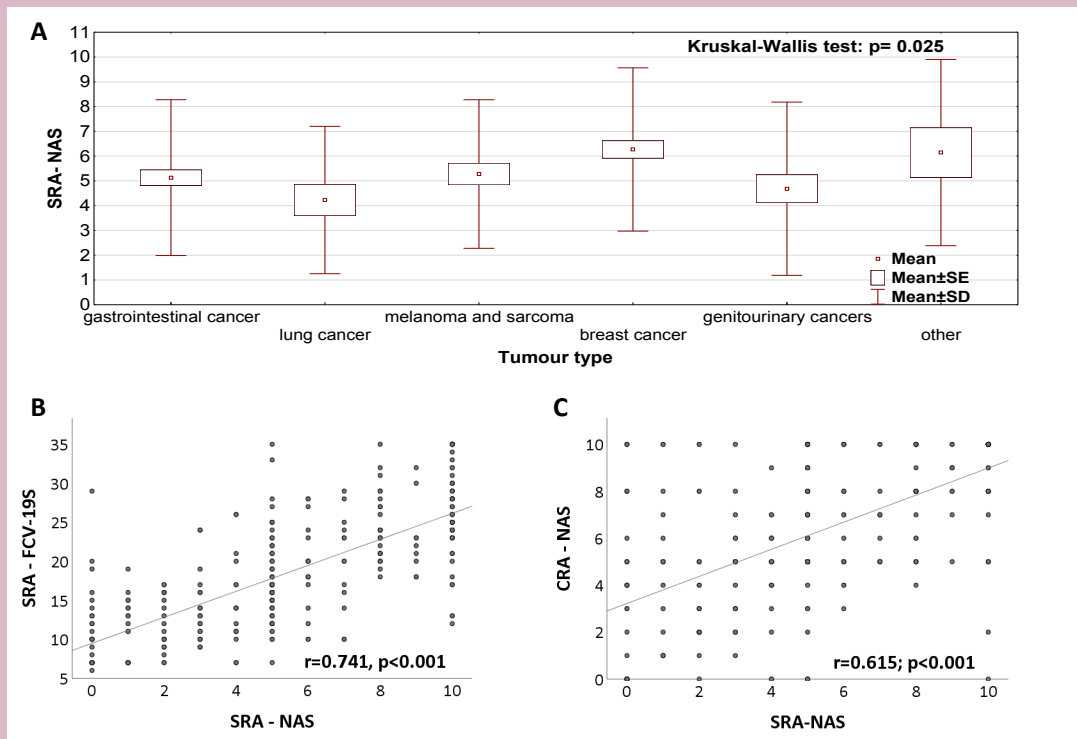 A
11
10
9
8
7
6
5
4
3
2
1
0
SRA- NAS
Kruskal-Wallis test: p= 0.025
Mean
Mean±SE
Mean±SD
gastrointestinal cancer
lung cancer
melanoma and sarcoma
breast cancer
genitourinary cancers
other
Tumour type
B
35
30
25
20
15
10
5
SRA - FCV-19S
r=0.741, p<0.001
0 2 4 6 8 10
SRA - NAS
C
10
8
6
4
2
0
CRA - NAS
r=0.615; p<0.001
0 2 4 6 8 10
SRA-NAS